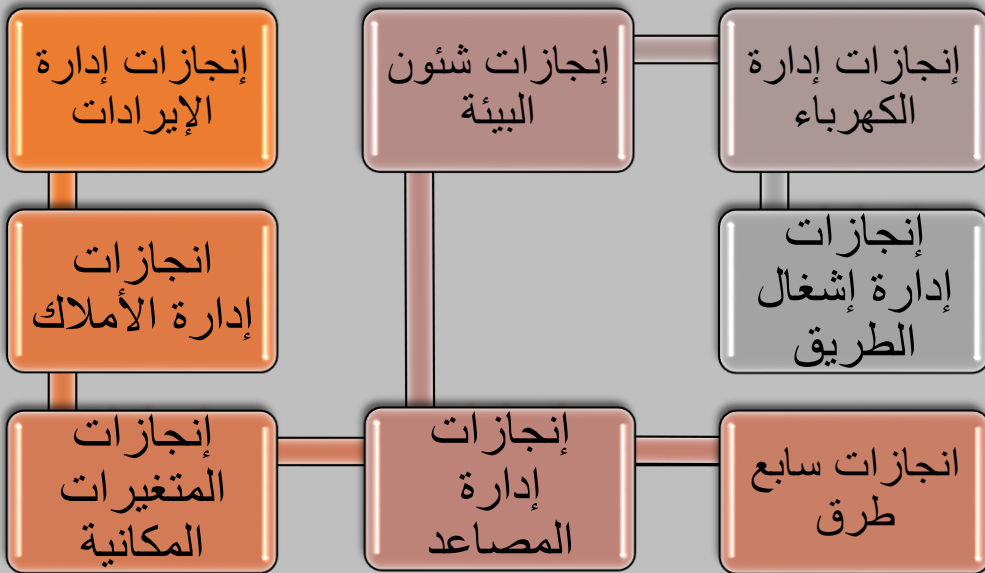 إنجازات إدارة
الإيرادات
انجازات
إدارة الأملاك
إنجازات
المتغيرات
المكانية
إنجازات
إدارة
المصاعد
انجازات سابع
طرق
إنجازات شئون
البيئة
إنجازات إدارة
الكهرباء
إنجازات
إدارة إشغال
الطريق